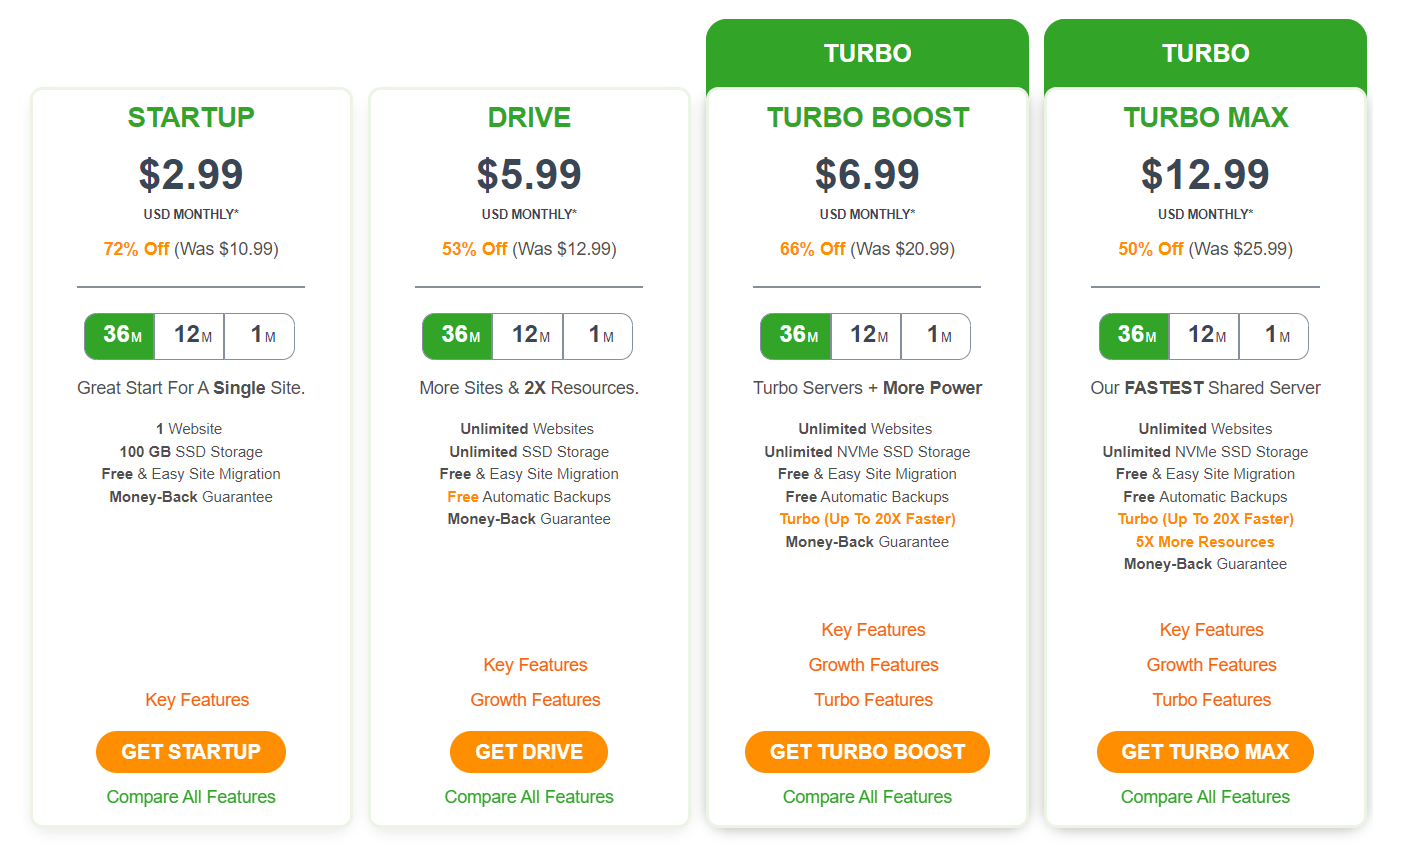 TURBO
TURBO
STARTUP
$2.99
USD MONTHLY*
72% Off (Was $10.99)
36M 12M 1M
Great Start For A Single Site.
1 Website
100 GB SSD Storage
Free & Easy Site Migration
Money-Back Guarantee
Key Features
GET STARTUP
Compare All Features
DRIVE
$5.99
USD MONTHLY*
53% Off (Was $12.99)
36M 12M 1M
More Sites & 2X Resources.
Unlimited Websites
Unlimited SSD Storage
Free & Easy Site Migration
Free Automatic Backups
Money-Back Guarantee
Key Features
Growth Features
GET DRIVE
Compare All Features
TURBO BOOST
$6.99
USD MONTHLY*
66% Off (Was $20.99)
36M 12M 1M
Turbo Servers + More Power
Unlimited Websites
Unlimited NVMe SSD Storage
Free & Easy Site Migration
Free Automatic Backups
Turbo (Up To 20X Faster)
Money-Back Guarantee
Key Features
Growth Features
Turbo Features
GET TURBO BOOST
Compare All Features
TURBO MAX
$12.99
USD MONTHLY*
50% Off (Was $25.99)
36M 12M 1M
Our FASTEST Shared Server
Unlimited Websites
Unlimited NVMe SSD Storage
Free & Easy Site Migration
Free Automatic Backups
Turbo (Up To 20X Faster)
5X More Resources
Money-Back Guarantee
Key Features
Growth Features
Turbo Features
GET TURBO MAX
Compare All Features